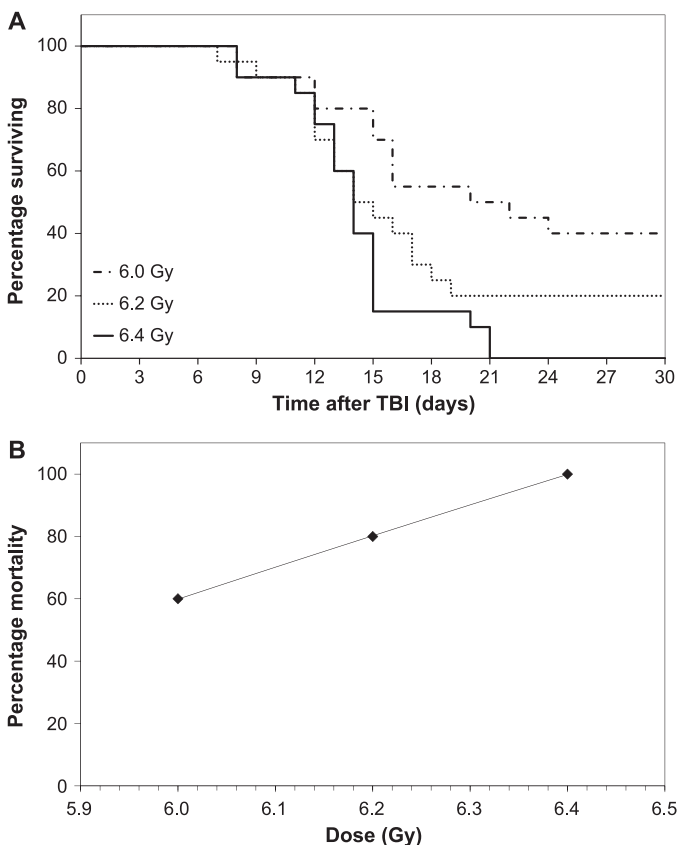 A
Percentage surviving
100
80
60
40
20
0
6.0 Gy
6.2 Gy
6.4 Gy
0 3 6 9 12 15 18 21 24 27 30
Time after TBI (days)
B
Percentage mortality
100
80
60
40
20
0
5.9 6.0 6.1 6.2 6.3 6.4 6.5
Dose (Gy)